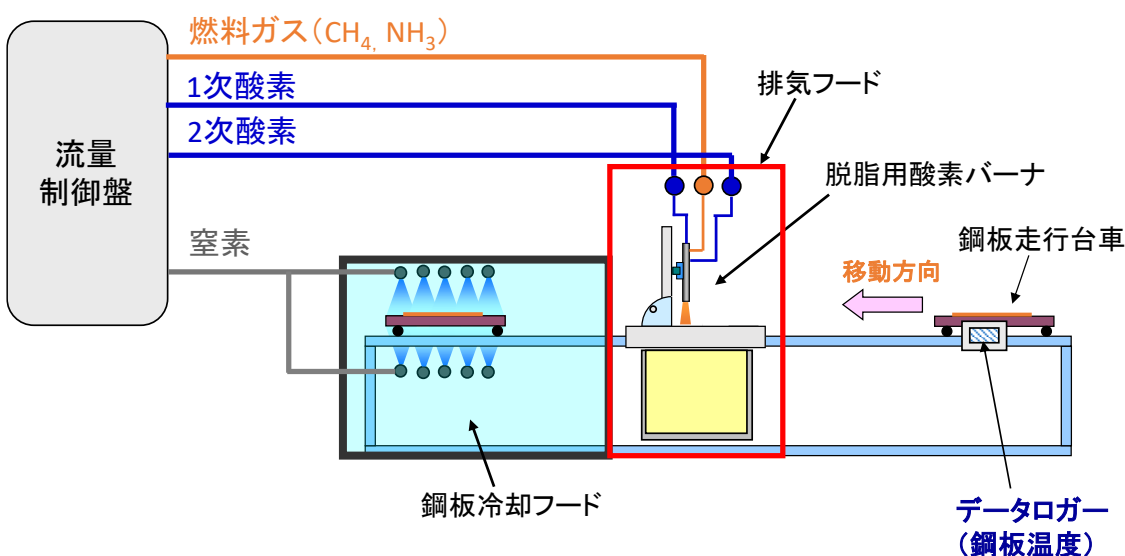 燃料ガス（CH4, NH3）
1次酸素
2次酸素
流量
制御盤
窒素
排気フード
脱脂用酸素バーナ
鋼板走行台車
移動方向
鋼板冷却フード
データロガー
（鋼板温度）